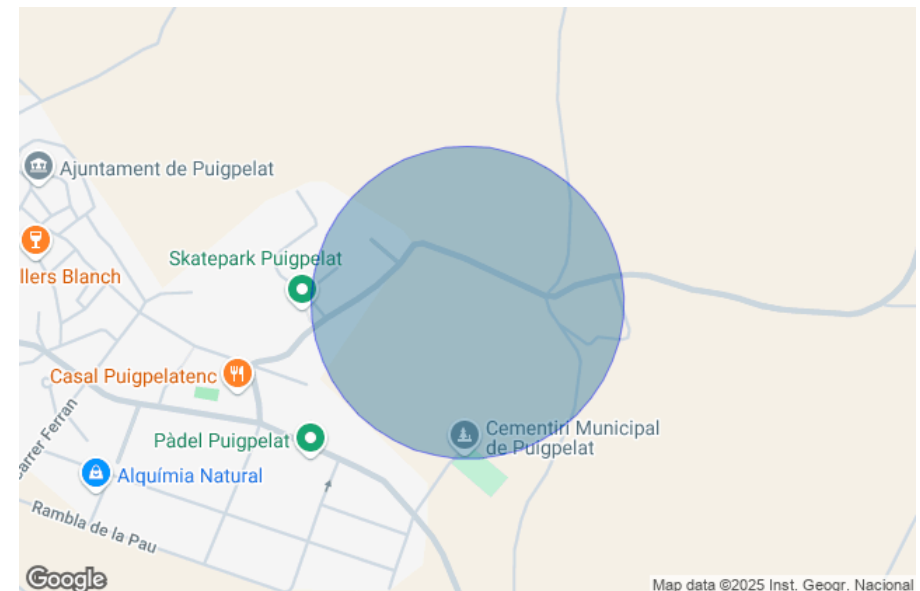 Ajuntament de Puigpelat
Skatepark Puigpelat
llers Blanch
Casal Puigpelatenc
Cementiri Municipal
de Puigpelat
Pàdel Puigpelat
arrer Ferran
Alquímia Natural
Rambla de la Pau
Google
Map data ©2025 Inst. Geogr. Nacional